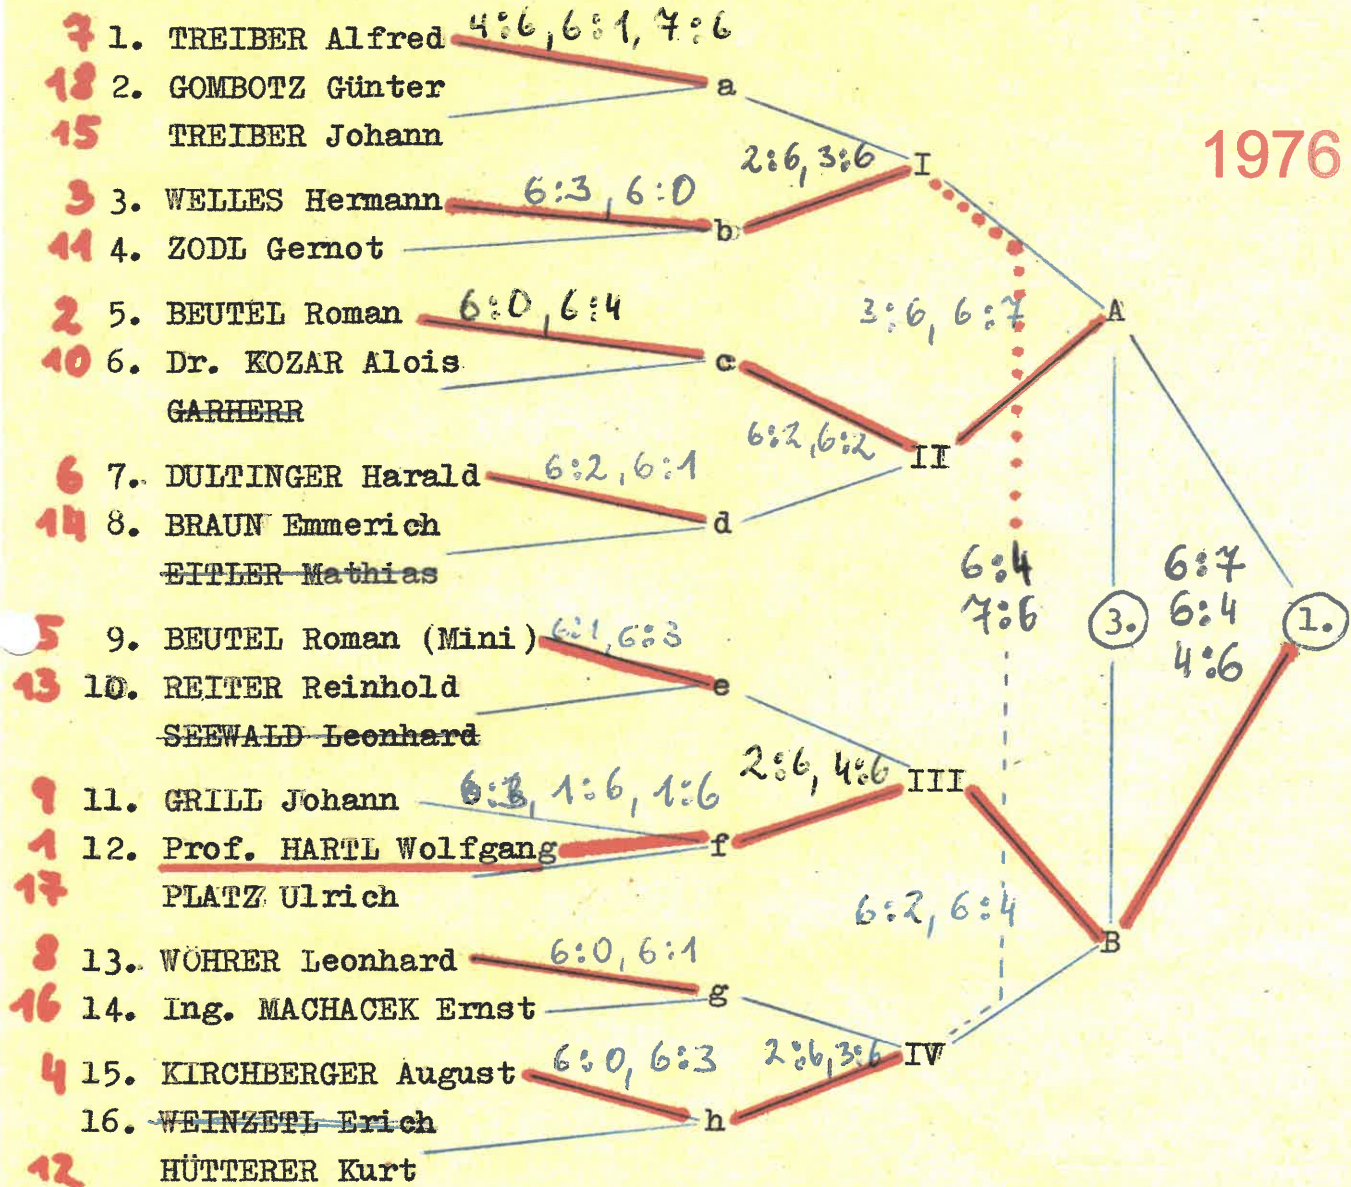 4:6, 6:1, 7:6
7 1. TREIBER Alfred
18 2. GOMBOTZ Günter a
15 TREIBER Johann
1976
2:6, 3:6 I
3 3. WELLES Hermann 6:3, 6:0
11 4. ZODL Gernot b
2 5. BEUTEL Roman 6:0, 6:4 3:6, 6:7 A
10 6. Dr. KOZAR Alois c
GARHERR
6:2, 6:2 II
6 7. DULTINGER Harald 6:2, 6:1
14 8. BRAUN Emmerich d
EITLER Mathias
6:4 6:7
7:6 3. 6:4 1.
4:6
5 9. BEUTEL Roman (Mini) 6:1, 6:3
13 10. REITER Reinhold e
SEEWALD Leonhard
2:6, 4:6 III
9 11. GRILL Johann 1:6, 1:6
1 12. Prof. HARTL Wolfgang f
17 PLATZ Ulrich
6:2, 6:4 B
8 13. WÖHRER Leonhard 6:0, 6:1
16 14. Ing. MACHACEK Ernst g
4 15. KIRCHBERGER August 6:0, 6:3 2:6, 3:6 IV
16. WEINZETL Erich h
12 HÜTTERER Kurt